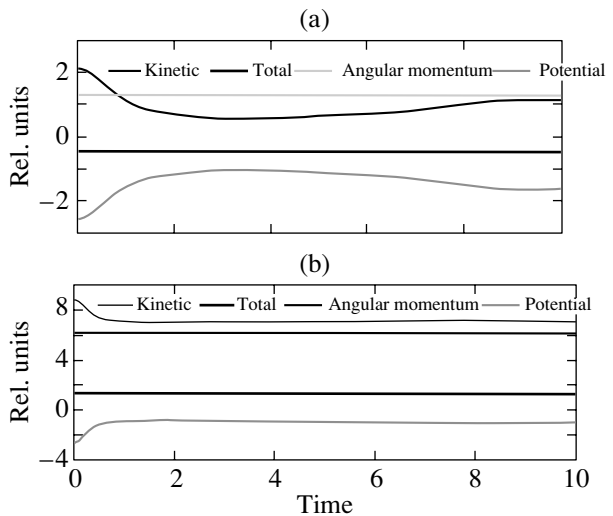 (a)
Kinetic Total Angular momentum Potential
2
0
−2
Rel. units
(b)
Kinetic Total Angular momentum Potential
8
4
0
−4
Rel. units
0 2 4 6 8 10
Time